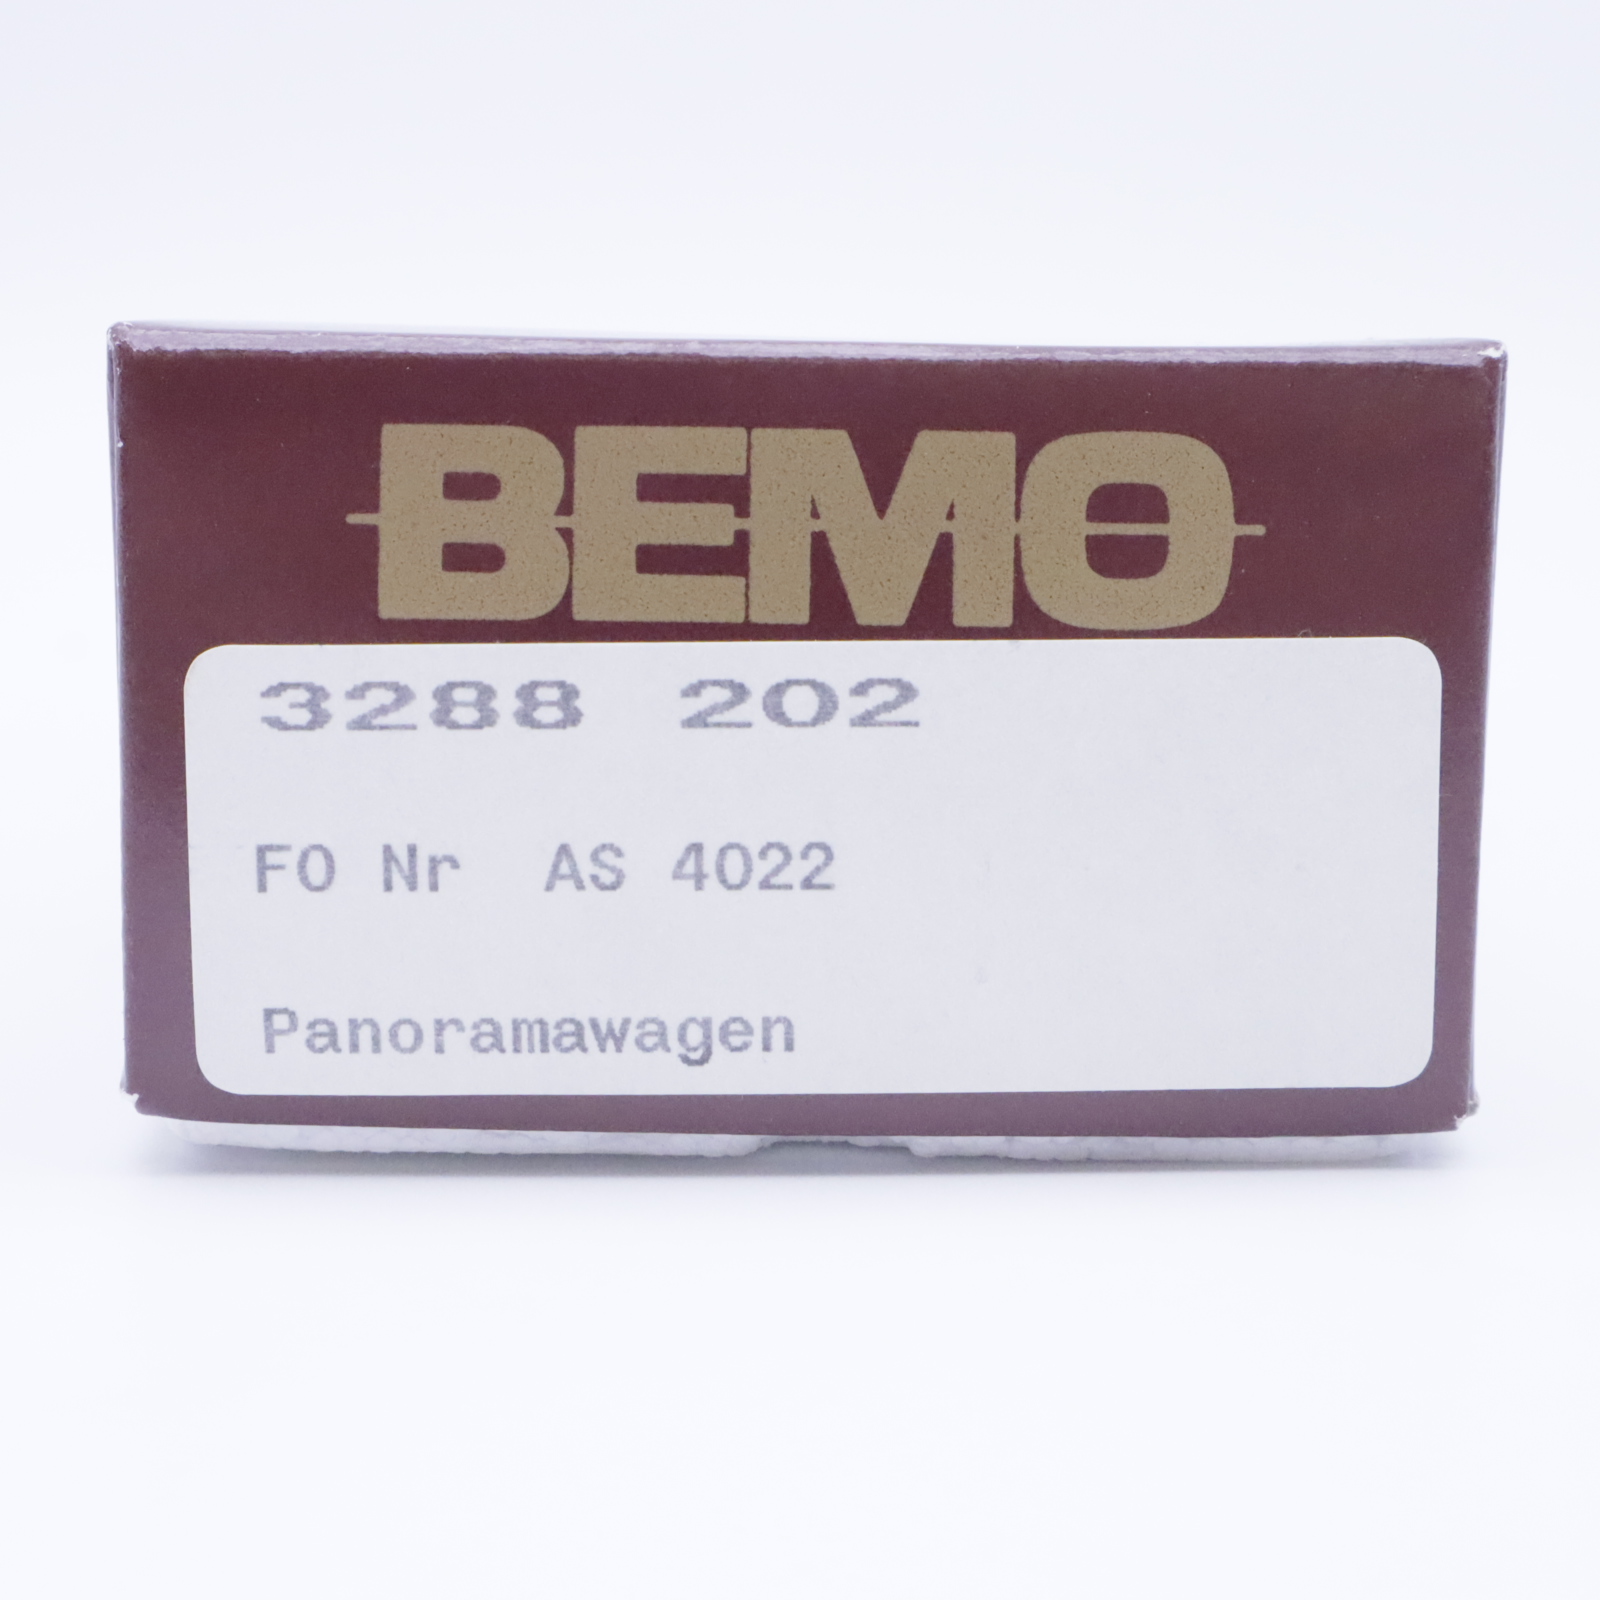 BEMO
3288 202
FO Nr AS 4022
Panoramawagen